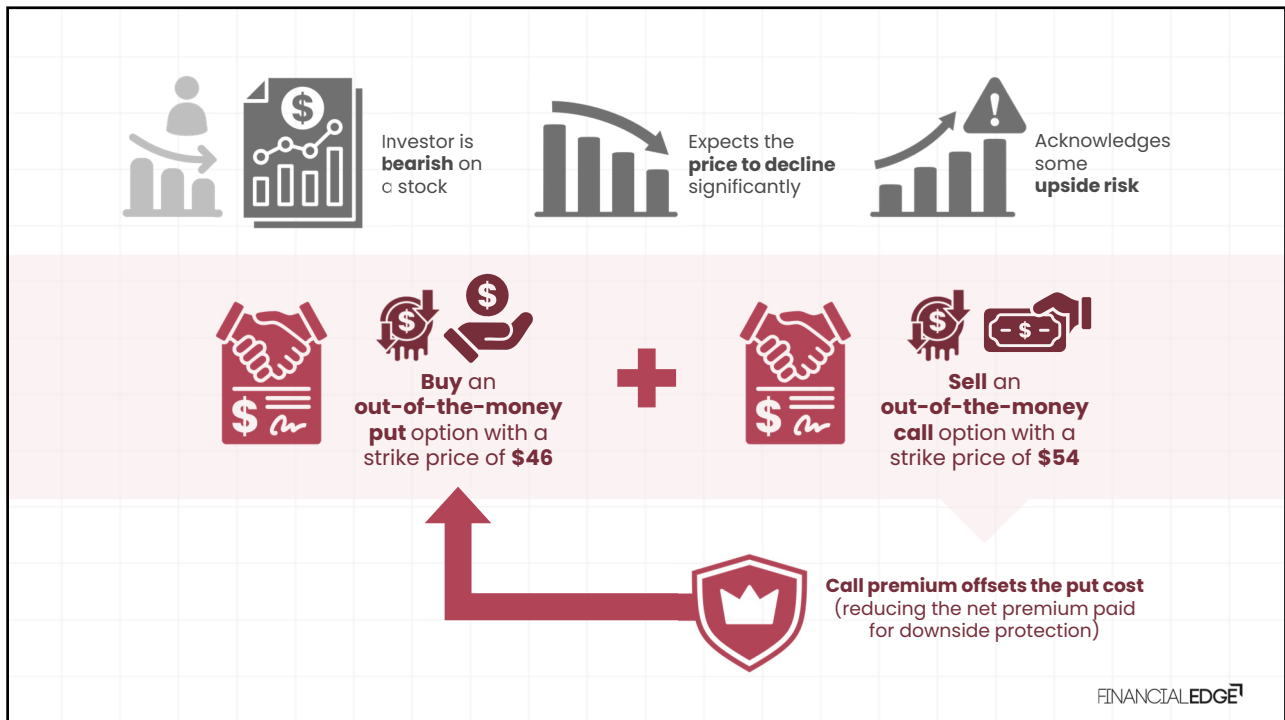 $
Investor is
bearish on
a stock
Expects the
price to decline
significantly
!
Acknowledges
some
upside risk
$
$
$
Buy an
out-of-the-money
put option with a
strike price of $46
$
$
$
Sell an
out-of-the-money
call option with a
strike price of $54
Call premium offsets the put cost
(reducing the net premium paid
for downside protection)
FINANCIALEDGE